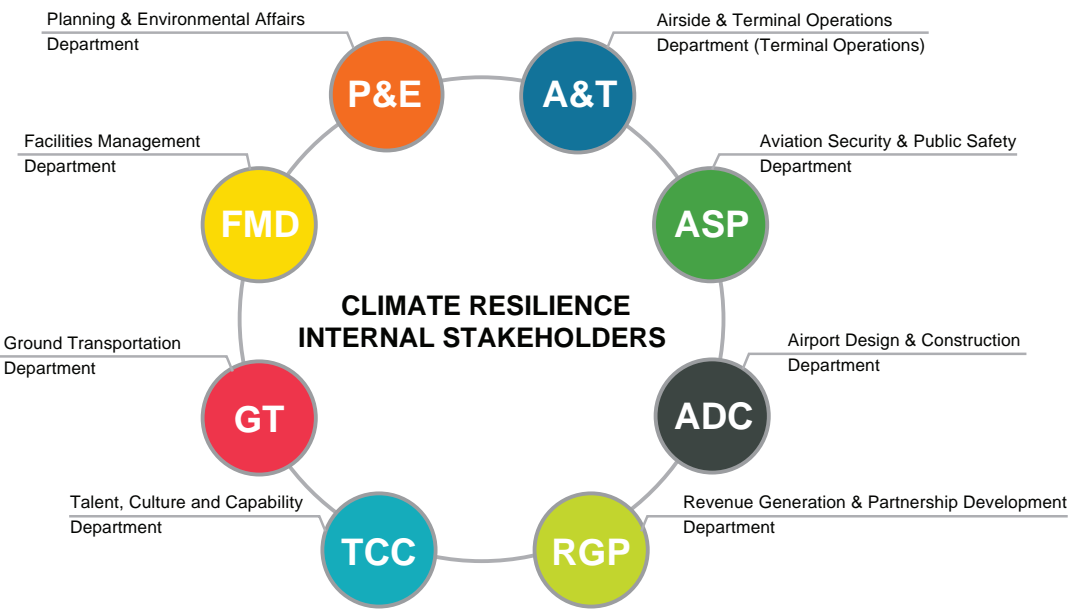 Planning & Environmental Affairs
Department
P&E
Airside & Terminal Operations
Department (Terminal Operations)
A&T
Facilities Management
Department
FMD
Aviation Security & Public Safety
Department
ASP
CLIMATE RESILIENCE
INTERNAL STAKEHOLDERS
Ground Transportation
Department
GT
Airport Design & Construction
Department
ADC
Talent, Culture and Capability
Department
TCC
Revenue Generation & Partnership Development
Department
RGP